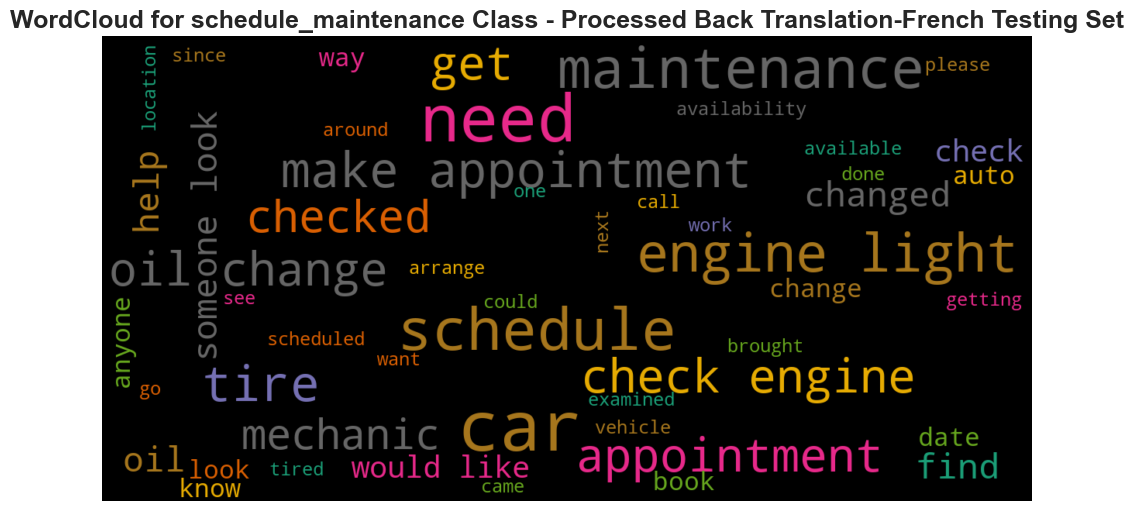 WordCloud for schedule_maintenance Class - Processed Back Translation-French Testing Set
since
way
get
maintenance
please
location
availability
need
around
someone look
help
make appointment
one
available
check
done
auto
changed
checked
call
next
work
engine light
oil change
arrange
change
see
could
getting
anyone
schedule
scheduled
want
brought
go
tire
check engine
examined
car
vehicle
mechanic
date
oil
look
tired
would like
appointment
find
know
came
book